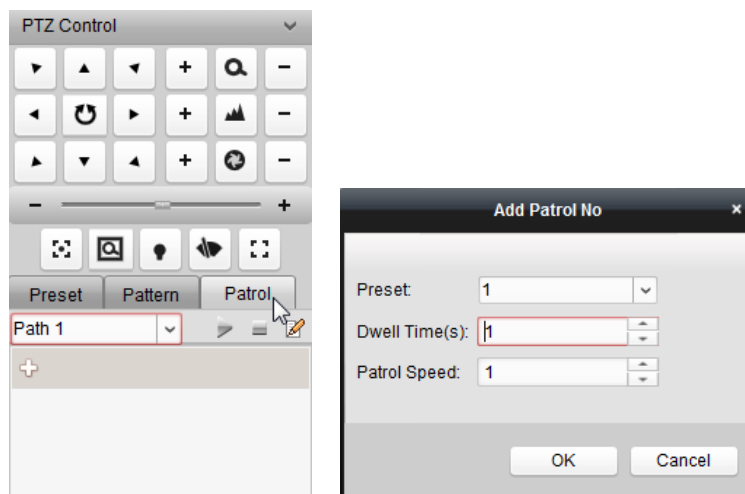 PTZ Control
Preset
Pattern
Patrol
Path 1
Add Patrol No
Preset: 1
Dwell Time(s): 1
Patrol Speed: 1
OK
Cancel